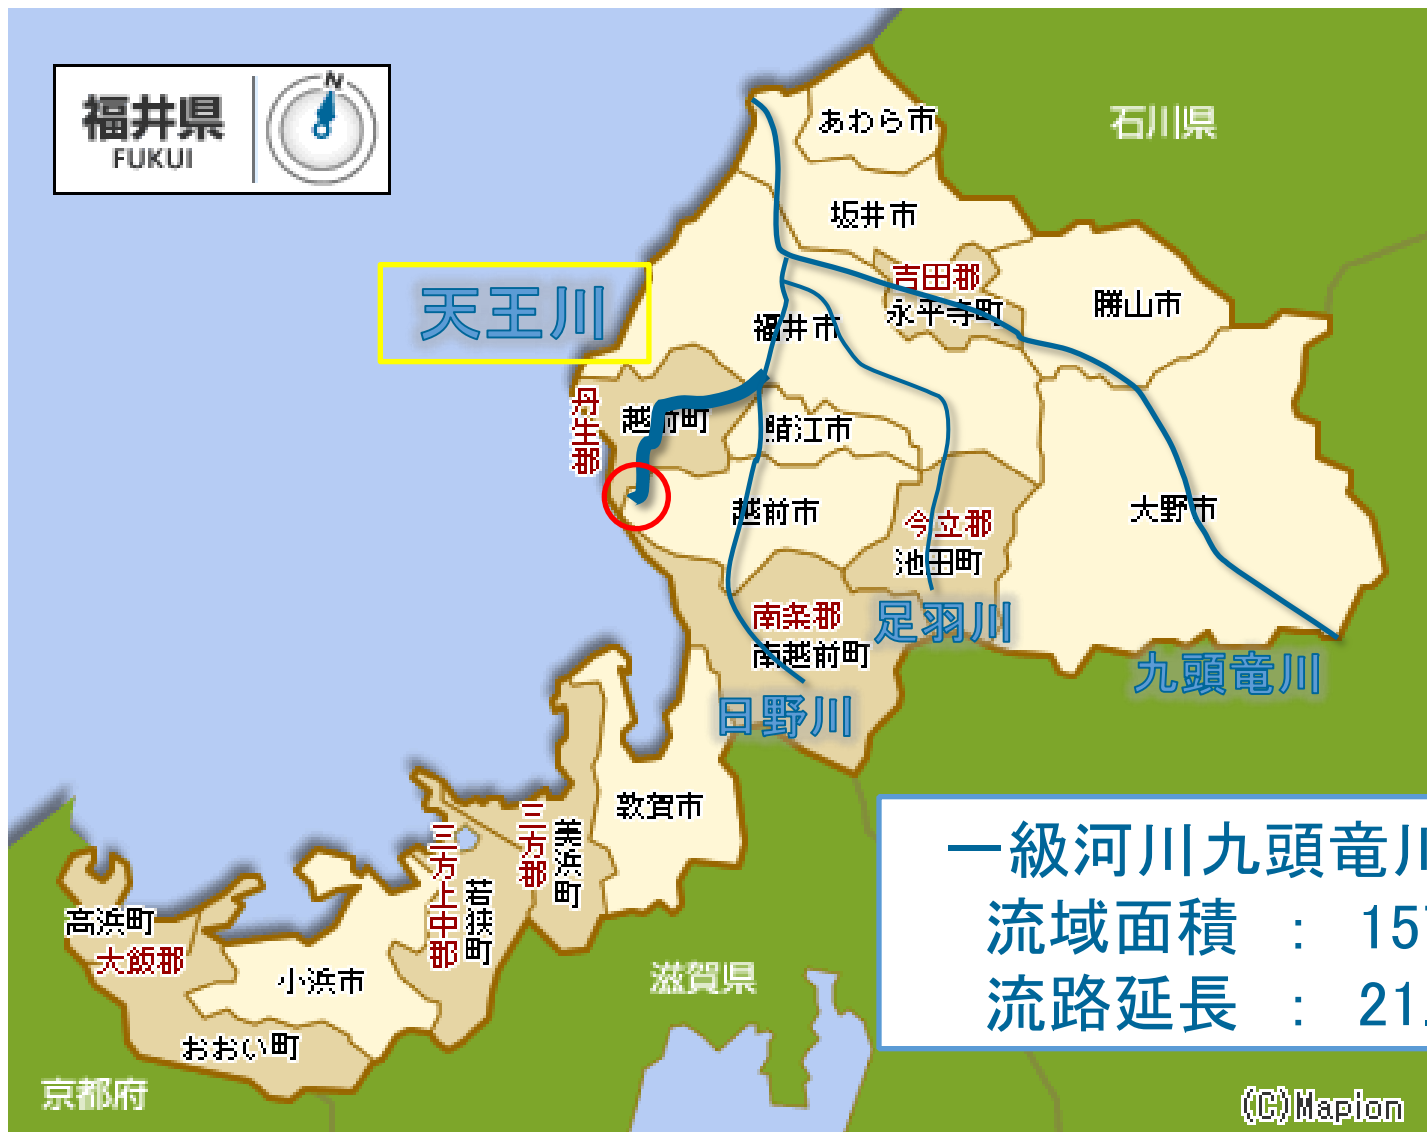 福井県
FUKUI
N
石川県
あわら市
坂井市
吉田郡
永平寺町
勝山市
天王川
福井市
丹生郡
越前町
鯖江市
越前市
今立郡
池田町
大野市
南条郡
南越前町
足羽川
九頭竜川
日野川
敦賀市
三方郡
美浜町
三方上中郡
若狭町
高浜町
大飯郡
小浜市
おおい町
滋賀県
京都府
一級河川九頭竜川
流域面積 : 15
流路延長 : 21.
(C)Mapion